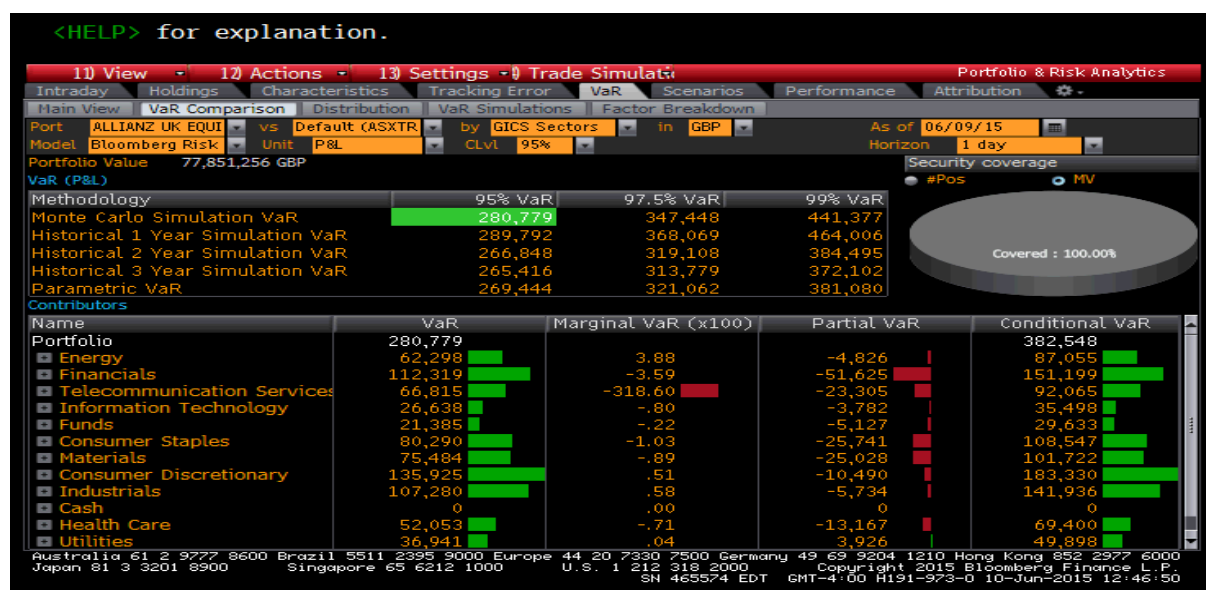 <HELP> for explanation.
11) View 12) Actions 13) Settings Trade Simulati Portfolio & Risk Analytics
Intraday Holdings Characteristics Tracking Error VaR Scenarios Performance Attribution
Main View VaR Comparison Distribution VaR Simulations Factor Breakdown
Port ALLIANZ UK EQUI vs Default (ASXTR by GICS Sectors in GBP As of 06/09/15
Model Bloomberg Risk Unit P&L CLvl 95% Horizon 1 day
Portfolio Value 77,851,256 GBP Security coverage
VaR (P&L) #Pos MV
Methodology 95% VaR 97.5% VaR 99% VaR
Monte Carlo Simulation VaR 280,779 347,448 441,377
Historical 1 Year Simulation VaR 289,792 368,069 464,006
Historical 2 Year Simulation VaR 266,848 319,108 384,495
Covered : 100.00%
Historical 3 Year Simulation VaR 265,416 313,779 372,102
Parametric VaR 269,444 321,062 381,080
Contributors
Name VaR Marginal VaR (x100) Partial VaR Conditional VaR
Portfolio 280,779 382,548
Energy 62,298 3.88 -4,826 87,055
Financials 112,319 -3.59 -51,625 151,199
Telecommunication Services 66,815 -318.60 -23,305 92,065
Information Technology 26,638 -.80 -3,782 35,498
Funds 21,385 -.22 -5,127 29,633
Consumer Staples 80,290 -1.03 -25,741 108,547
Materials 75,484 -.89 -25,028 101,722
Consumer Discretionary 135,925 .51 -10,490 183,330
Industrials 107,280 .58 -5,734 141,936
Cash 0 .00 0 0
Health Care 52,053 -.71 -13,167 69,400
Utilities 36,941 .04 3,926 49,898
Australia 61 2 9777 8600 Brazil 5511 2395 9000 Europe 44 20 7330 7500 Germany 49 69 9204 1210 Hong Kong 852 2977 6000
Japan 81 3 3201 8900 Singapore 65 6212 1000 U.S. 1 212 318 2000 Copyright 2015 Bloomberg Finance L.P.
SN 465574 EDT GMT-4:00 H191-973-0 10-Jun-2015 12:46:50